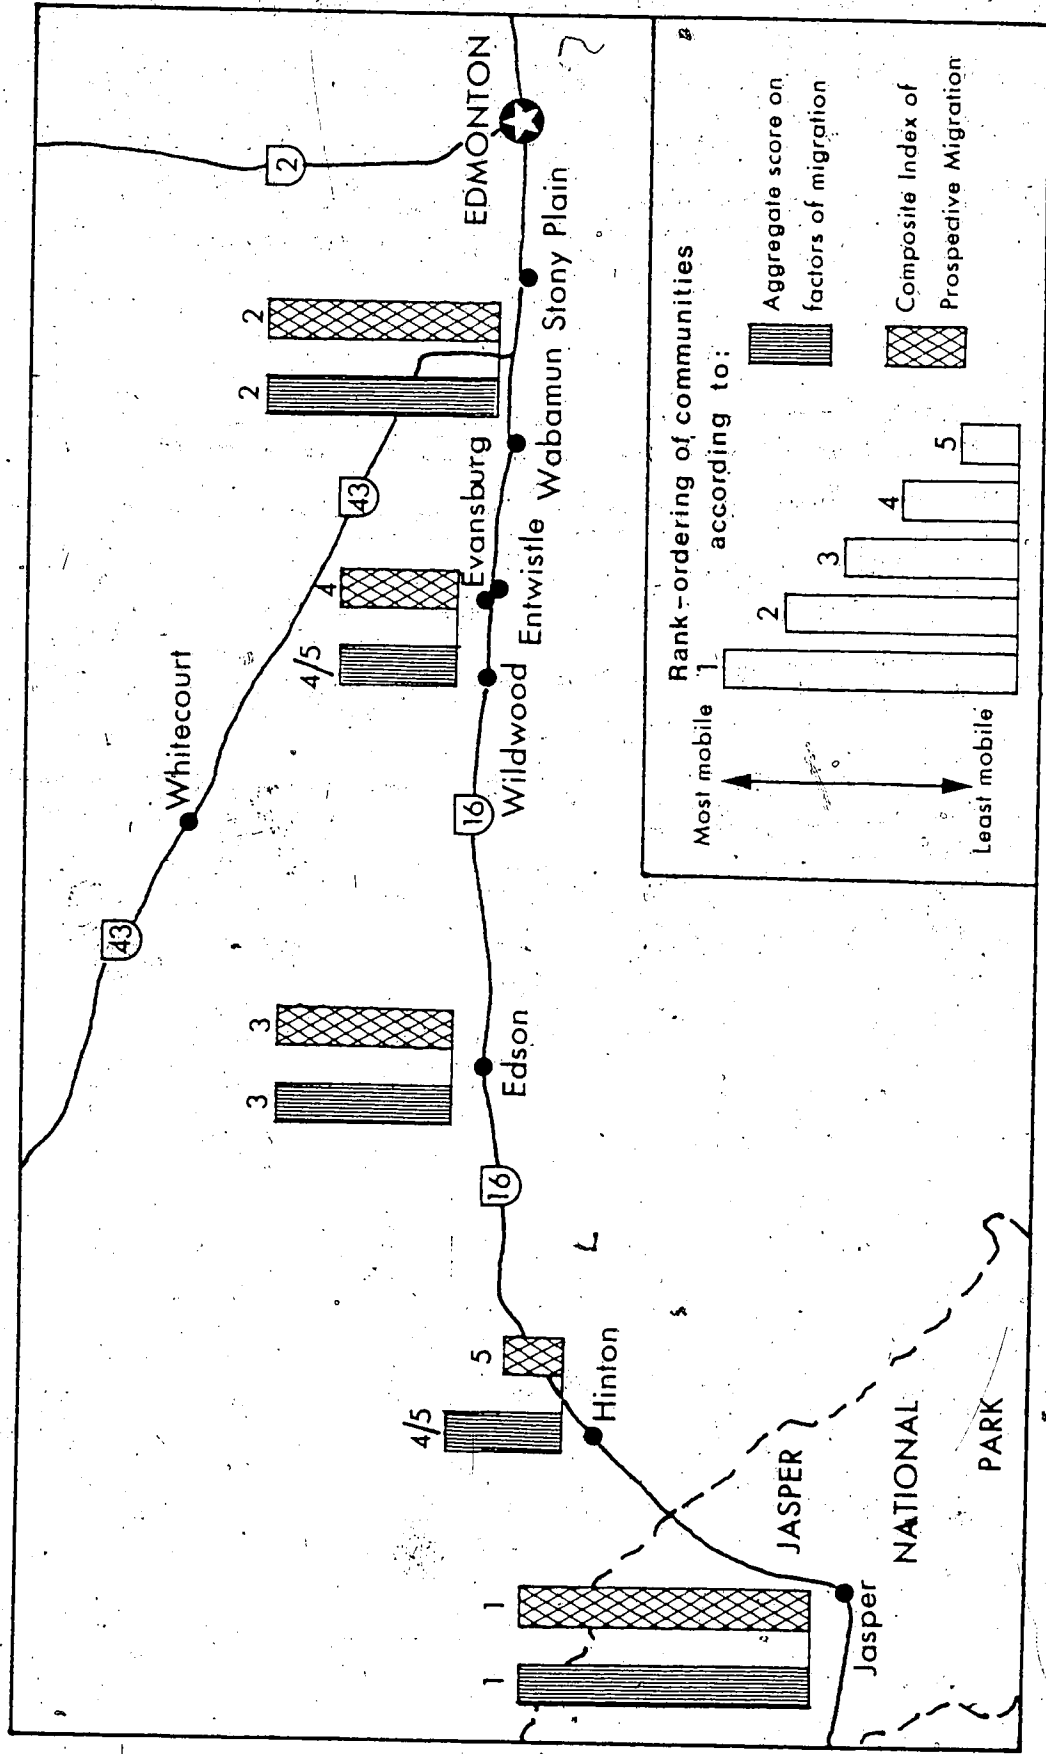 2
EDMONTON
Stony Plain
2
2
Wabamun
43
Evansburg
Entwistle
4/5
4
Wildwood
16
Whitecourt
43
3
3
Edson
16
4/5
5
Hinton
1
1
Jasper
JASPER
NATIONAL
PARK
Rank-ordering of communities
according to:
Most mobile
Least mobile
1
2
3
4
5
Aggregate score on
factors of migration
Composite Index of
Prospective Migration